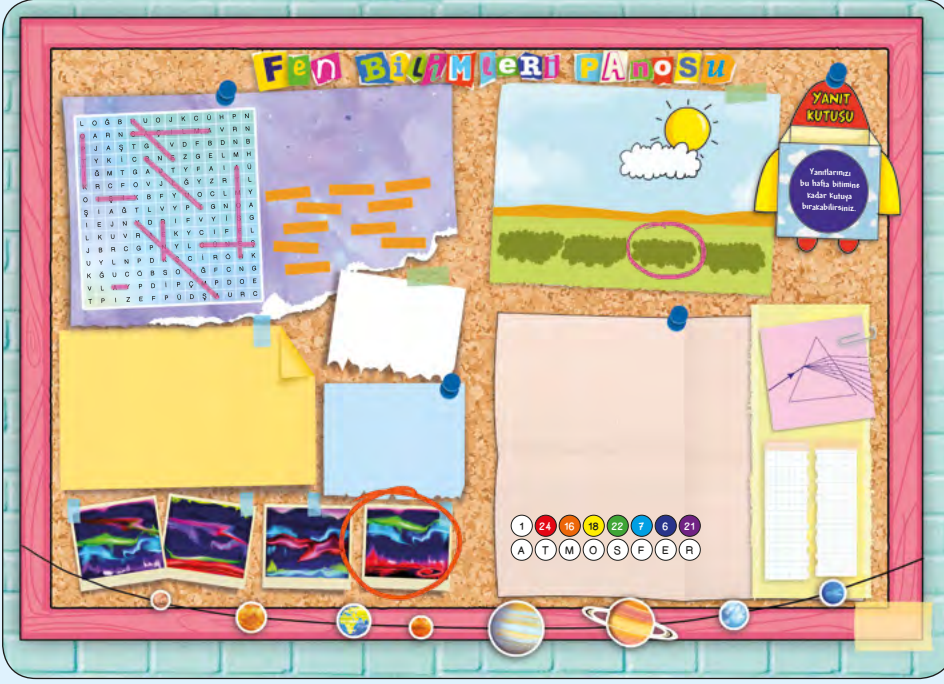 Fen BiLiMLeRi PAnoSu
YANIT
KUTUSU
Yanıtlarınızı
bu hafta bitimine
kadar kutuya
bırakabilirsiniz.
L O Ğ B U O J K C Ü H P N
A R N B V R N
J A Ş T G V D F B D N B
Y K I C N Z G E L M H
Ğ M T G A T Y F A I Ü
K R C F O V J Ğ Y Z R L
O B F Y O C L I Y
Ş I A Ğ T L V Y P G N U A
E J N D I F V Y I G
L K U V R K Y C I F L
J B R C G P Y L K
U Y L N P D C I R O I K
K Ğ U C O B S O Ğ P C N G
V L P D I P Ç P D O E
T P I Z E F P Ü D Ş U R C
1 24 16 18 22 7 6 21
A T M O S F E R